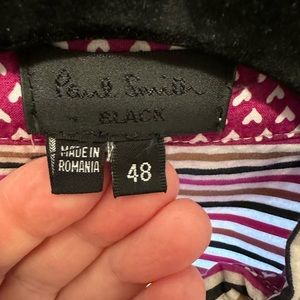 Paul Smith
BLACK
MADE IN
ROMANIA
48